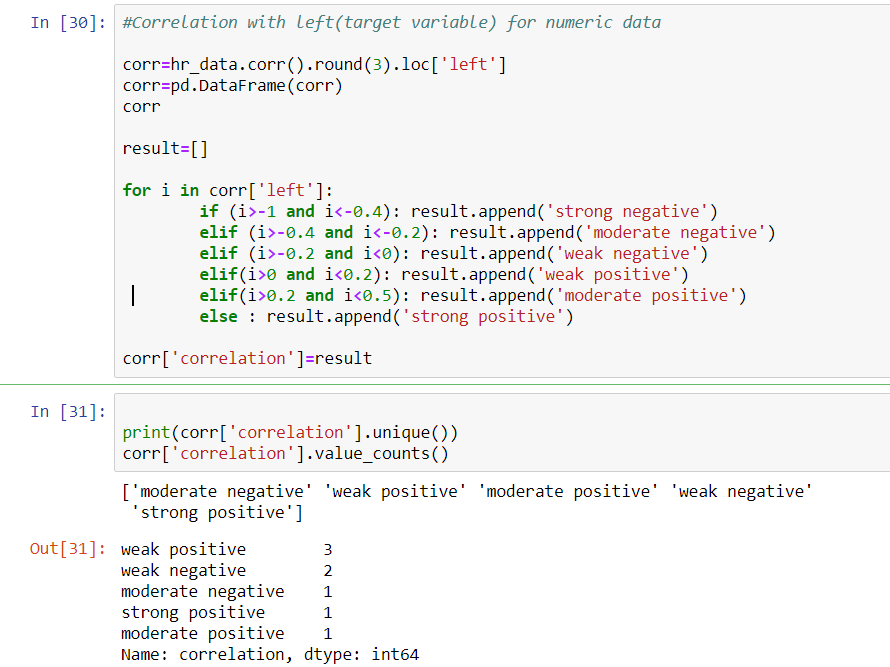 In [30]: #Correlation with left(target variable) for numeric data
corr=hr_data.corr().round(3).loc['left']
corr=pd.DataFrame(corr)
corr
result=[]
for i in corr['left']:
if (i>-1 and i<-0.4): result.append('strong negative')
elif (i>-0.4 and i<-0.2): result.append('moderate negative')
elif (i>-0.2 and i<0): result.append('weak negative')
elif(i>0 and i<0.2): result.append('weak positive')
elif(i>0.2 and i<0.5): result.append('moderate positive')
else : result.append('strong positive')
corr['correlation']=result
In [31]:
print(corr['correlation'].unique())
corr['correlation'].value_counts()
['moderate negative' 'weak positive' 'moderate positive' 'weak negative'
'strong positive']
Out[31]: weak positive 3
weak negative 2
moderate negative 1
strong positive 1
moderate positive 1
Name: correlation, dtype: int64